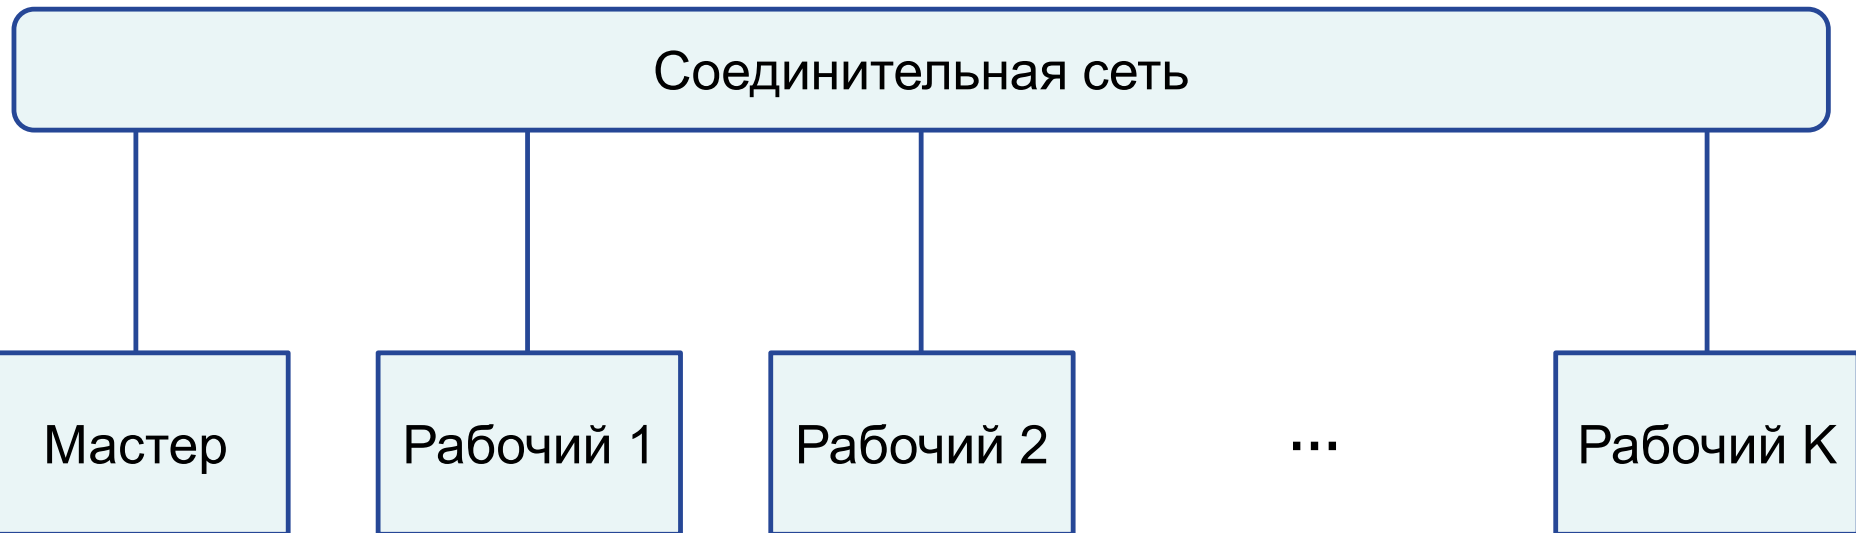 Соединительная сеть
Мастер
Рабочий 1
Рабочий 2
...
Рабочий K